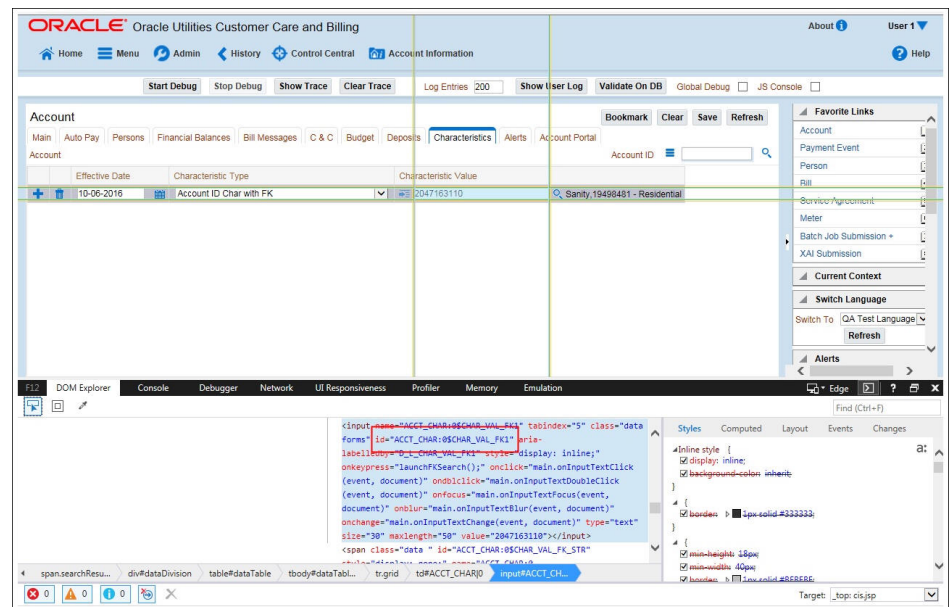 ORACLE® Oracle Utilities Customer Care and Billing
About User 1
Home Menu Admin History Control Central Account Information
Help
Start Debug Stop Debug Show Trace Clear Trace Log Entries 200 Show User Log Validate On DB Global Debug JS Console
Account
Bookmark Clear Save Refresh
Main Auto Pay Persons Financial Balances Bill Messages C & C Budget Deposits Characteristics Alerts Account Portal
Account
Account ID
Effective Date Characteristic Type Characteristic Value
10-06-2016 Account ID Char with FK 2047163110 Sanity,19498481 - Residential
Favorite Links
Account
Payment Event
Person
Bill
Service Agreement
Meter
Batch Job Submission +
XAI Submission
Current Context
Switch Language
Switch To QA Test Language
Refresh
Alerts
F12 DOM Explorer Console Debugger Network UI Responsiveness Profiler Memory Emulation
Edge ? X
Find (Ctrl+F)
<input name="ACCT_CHAR:0$CHAR_VAL_FK1" tabindex="5" class="data
forms" id="ACCT_CHAR:0$CHAR_VAL_FK1" aria-
labelledby="D_L_CHAR_VAL_FK1" style="display: inline;"
onkeypress="launchFKSearch();" onclick="main.onInputTextClick
(event, document)" ondblclick="main.onInputTextDoubleClick
(event, document)" onfocus="main.onInputTextFocus(event,
document)" onblur="main.onInputTextBlur(event, document)"
onchange="main.onInputTextChange(event, document)" type="text"
size="30" maxlength="50" value="2047163110"></input>
<span class="data " id="ACCT_CHAR:0$CHAR_VAL_FK_STR"
Styles Computed Layout Events Changes
Inline style {
a:
display: inline;
background-color: inherit;
}
{
border: 1px solid #333333;
}
{
min-height: 18px;
min-width: 40px;
border: 1px solid #BEBEBE;
span.searchResu... div#dataDivision table#dataTable tbody#dataTabl... tr.grid td#ACCT_CHAR|0 input#ACCT_CH...
0 0 0
Target: _top: cis.jsp